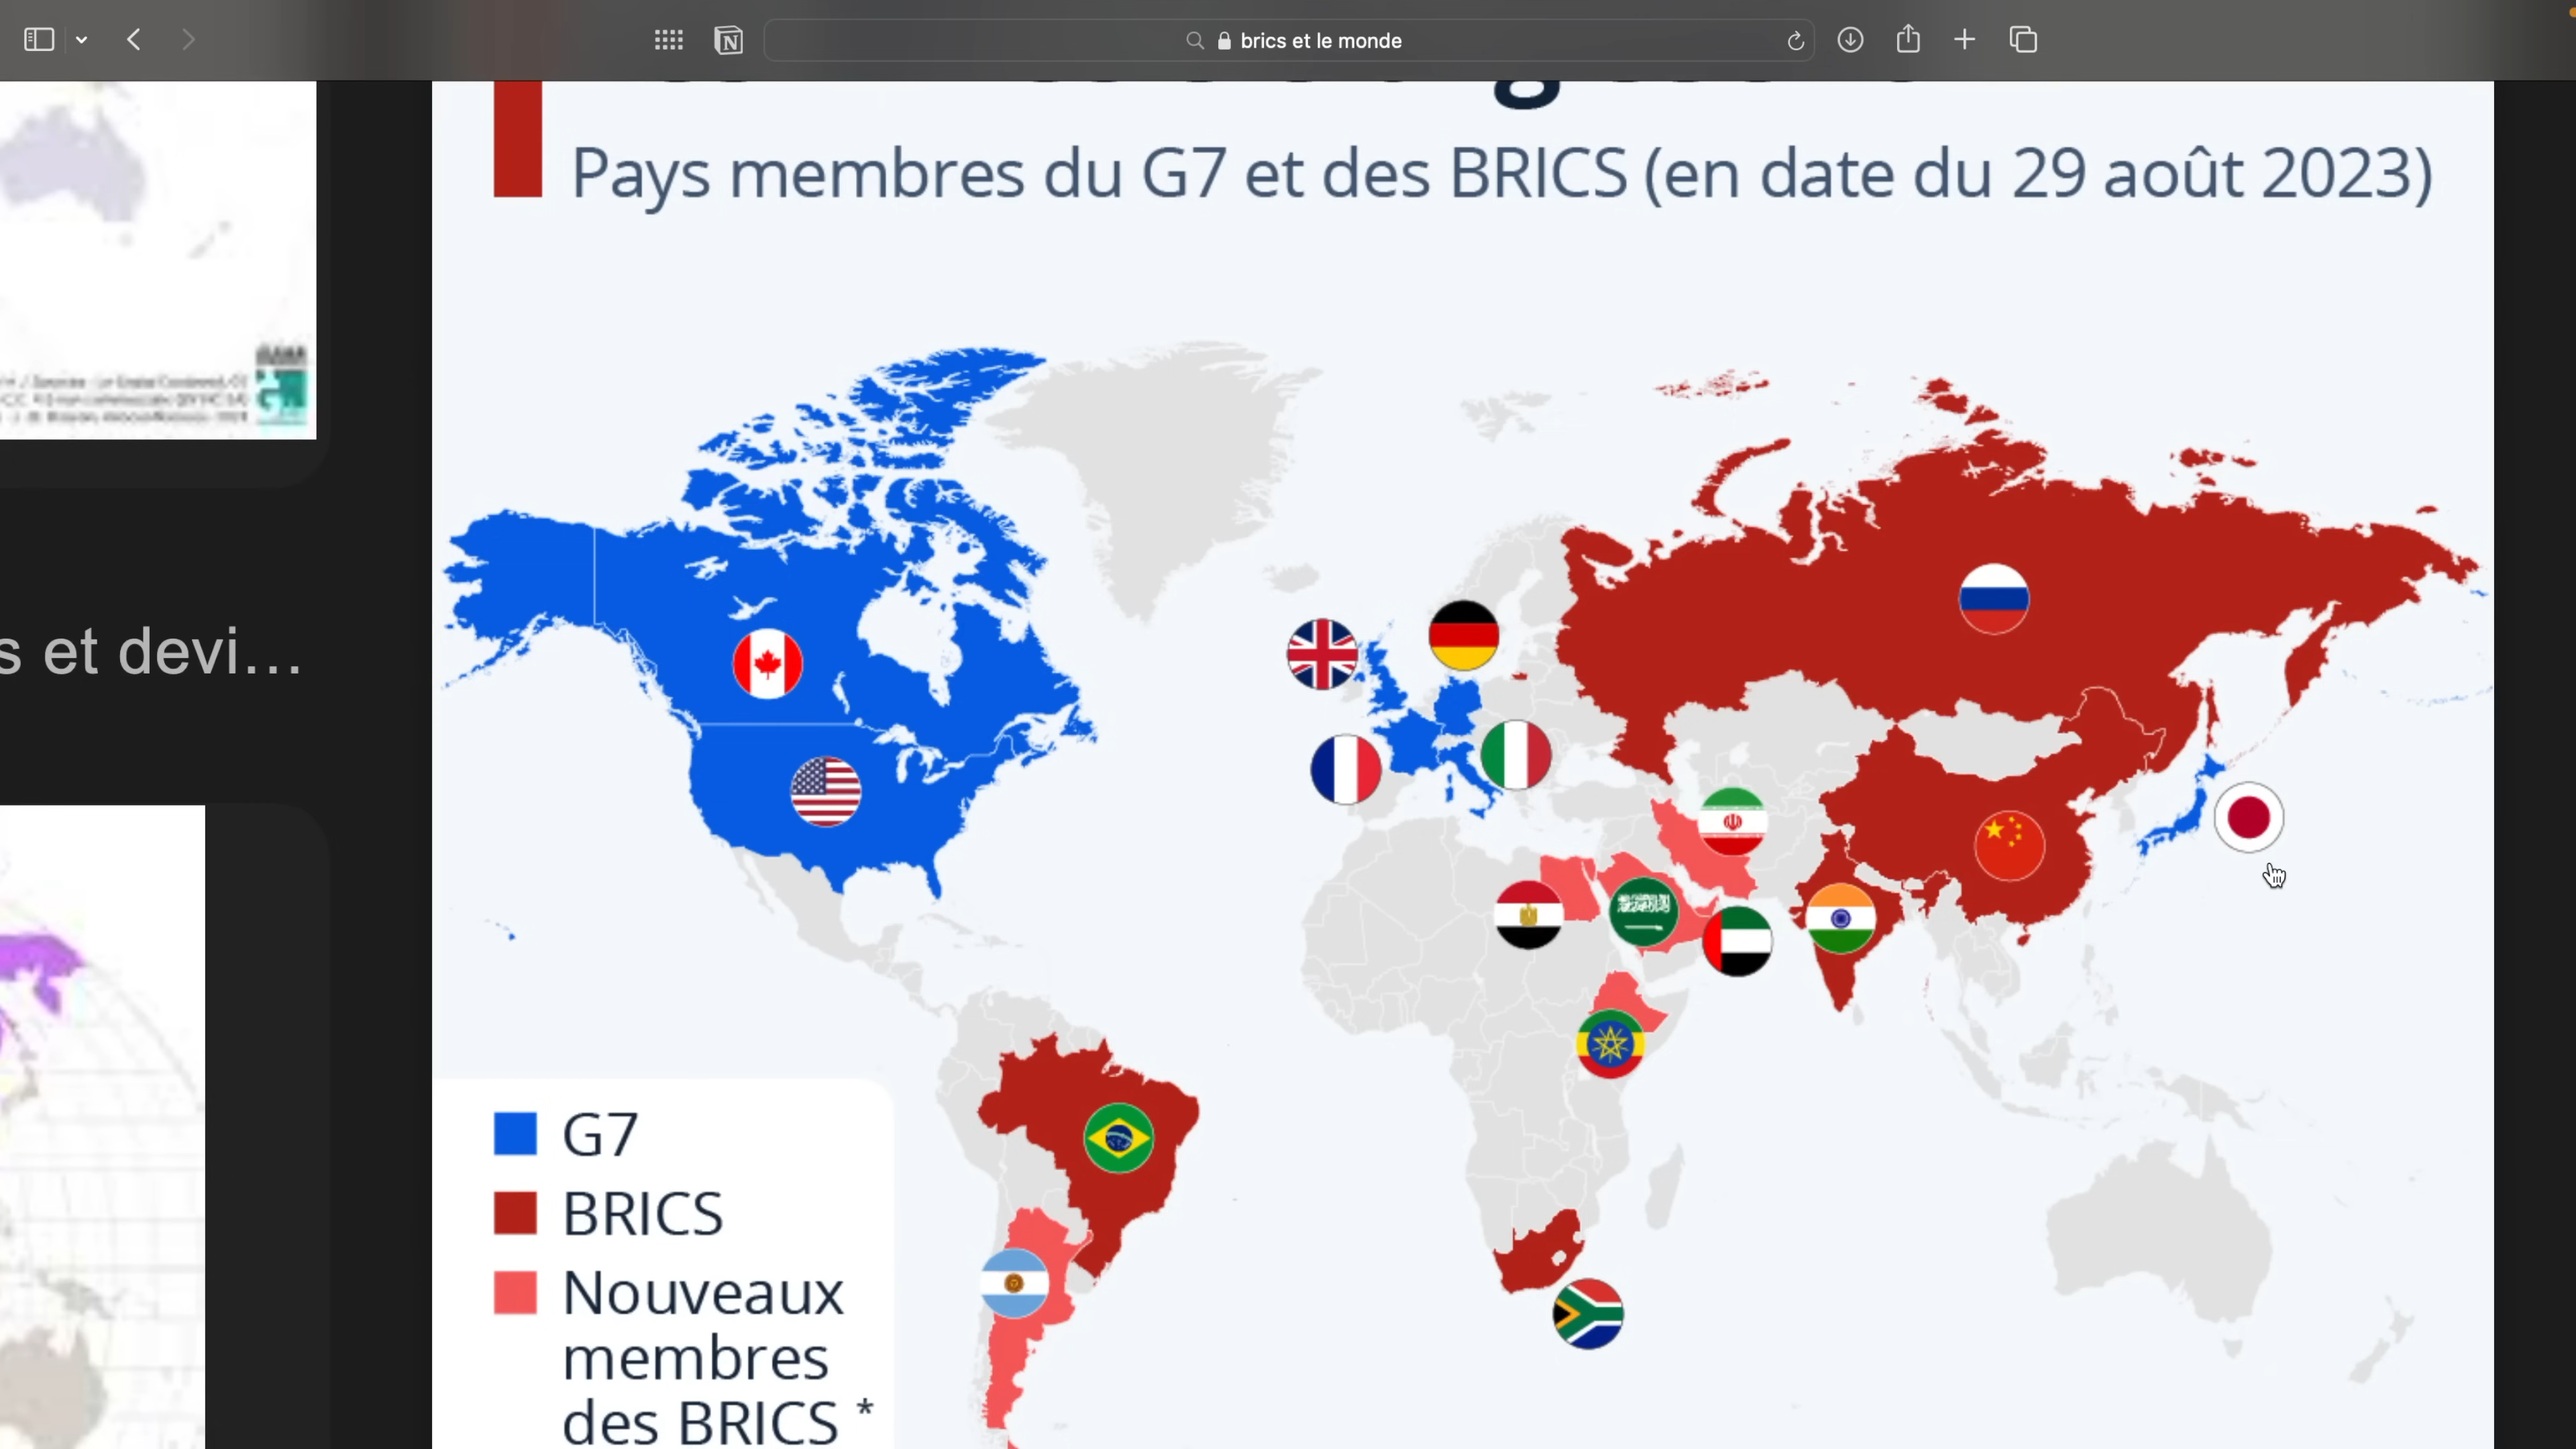 brics et le monde
Pays membres du G7 et des BRICS (en date du 29 août 2023)
s et devi...
G7
BRICS
Nouveaux
membres
des BRICS *